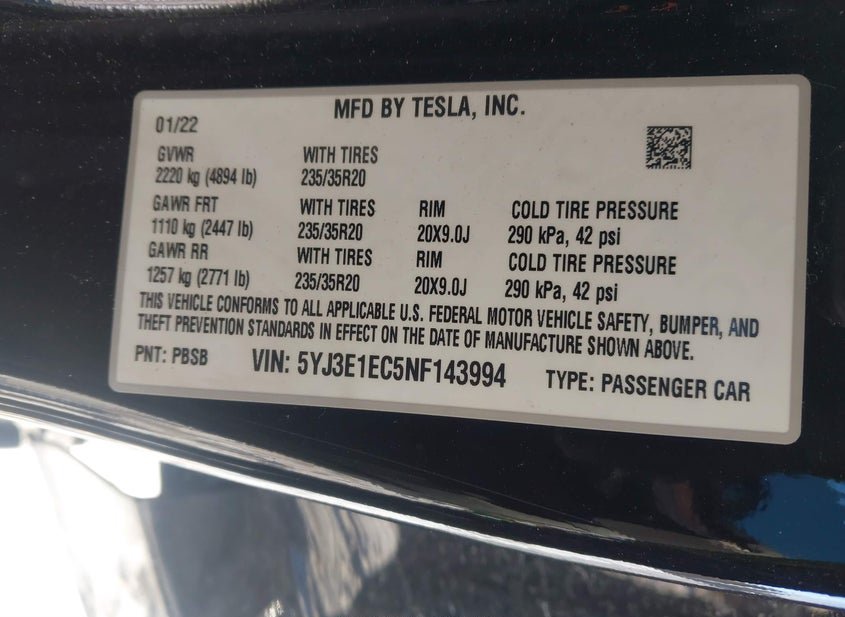 MFD BY TESLA, INC.
01/22
GVWR WITH TIRES
2220 kg (4894 lb) 235/35R20
GAWR FRT WITH TIRES RIM COLD TIRE PRESSURE
1110 kg (2447 lb) 235/35R20 20X9.0J 290 kPa, 42 psi
GAWR RR WITH TIRES RIM COLD TIRE PRESSURE
1257 kg (2771 lb) 235/35R20 20X9.0J 290 kPa, 42 psi
THIS VEHICLE CONFORMS TO ALL APPLICABLE U.S. FEDERAL MOTOR VEHICLE SAFETY, BUMPER, AND
THEFT PREVENTION STANDARDS IN EFFECT ON THE DATE OF MANUFACTURE SHOWN ABOVE.
PNT: PBSB VIN: 5YJ3E1EC5NF143994 TYPE: PASSENGER CAR